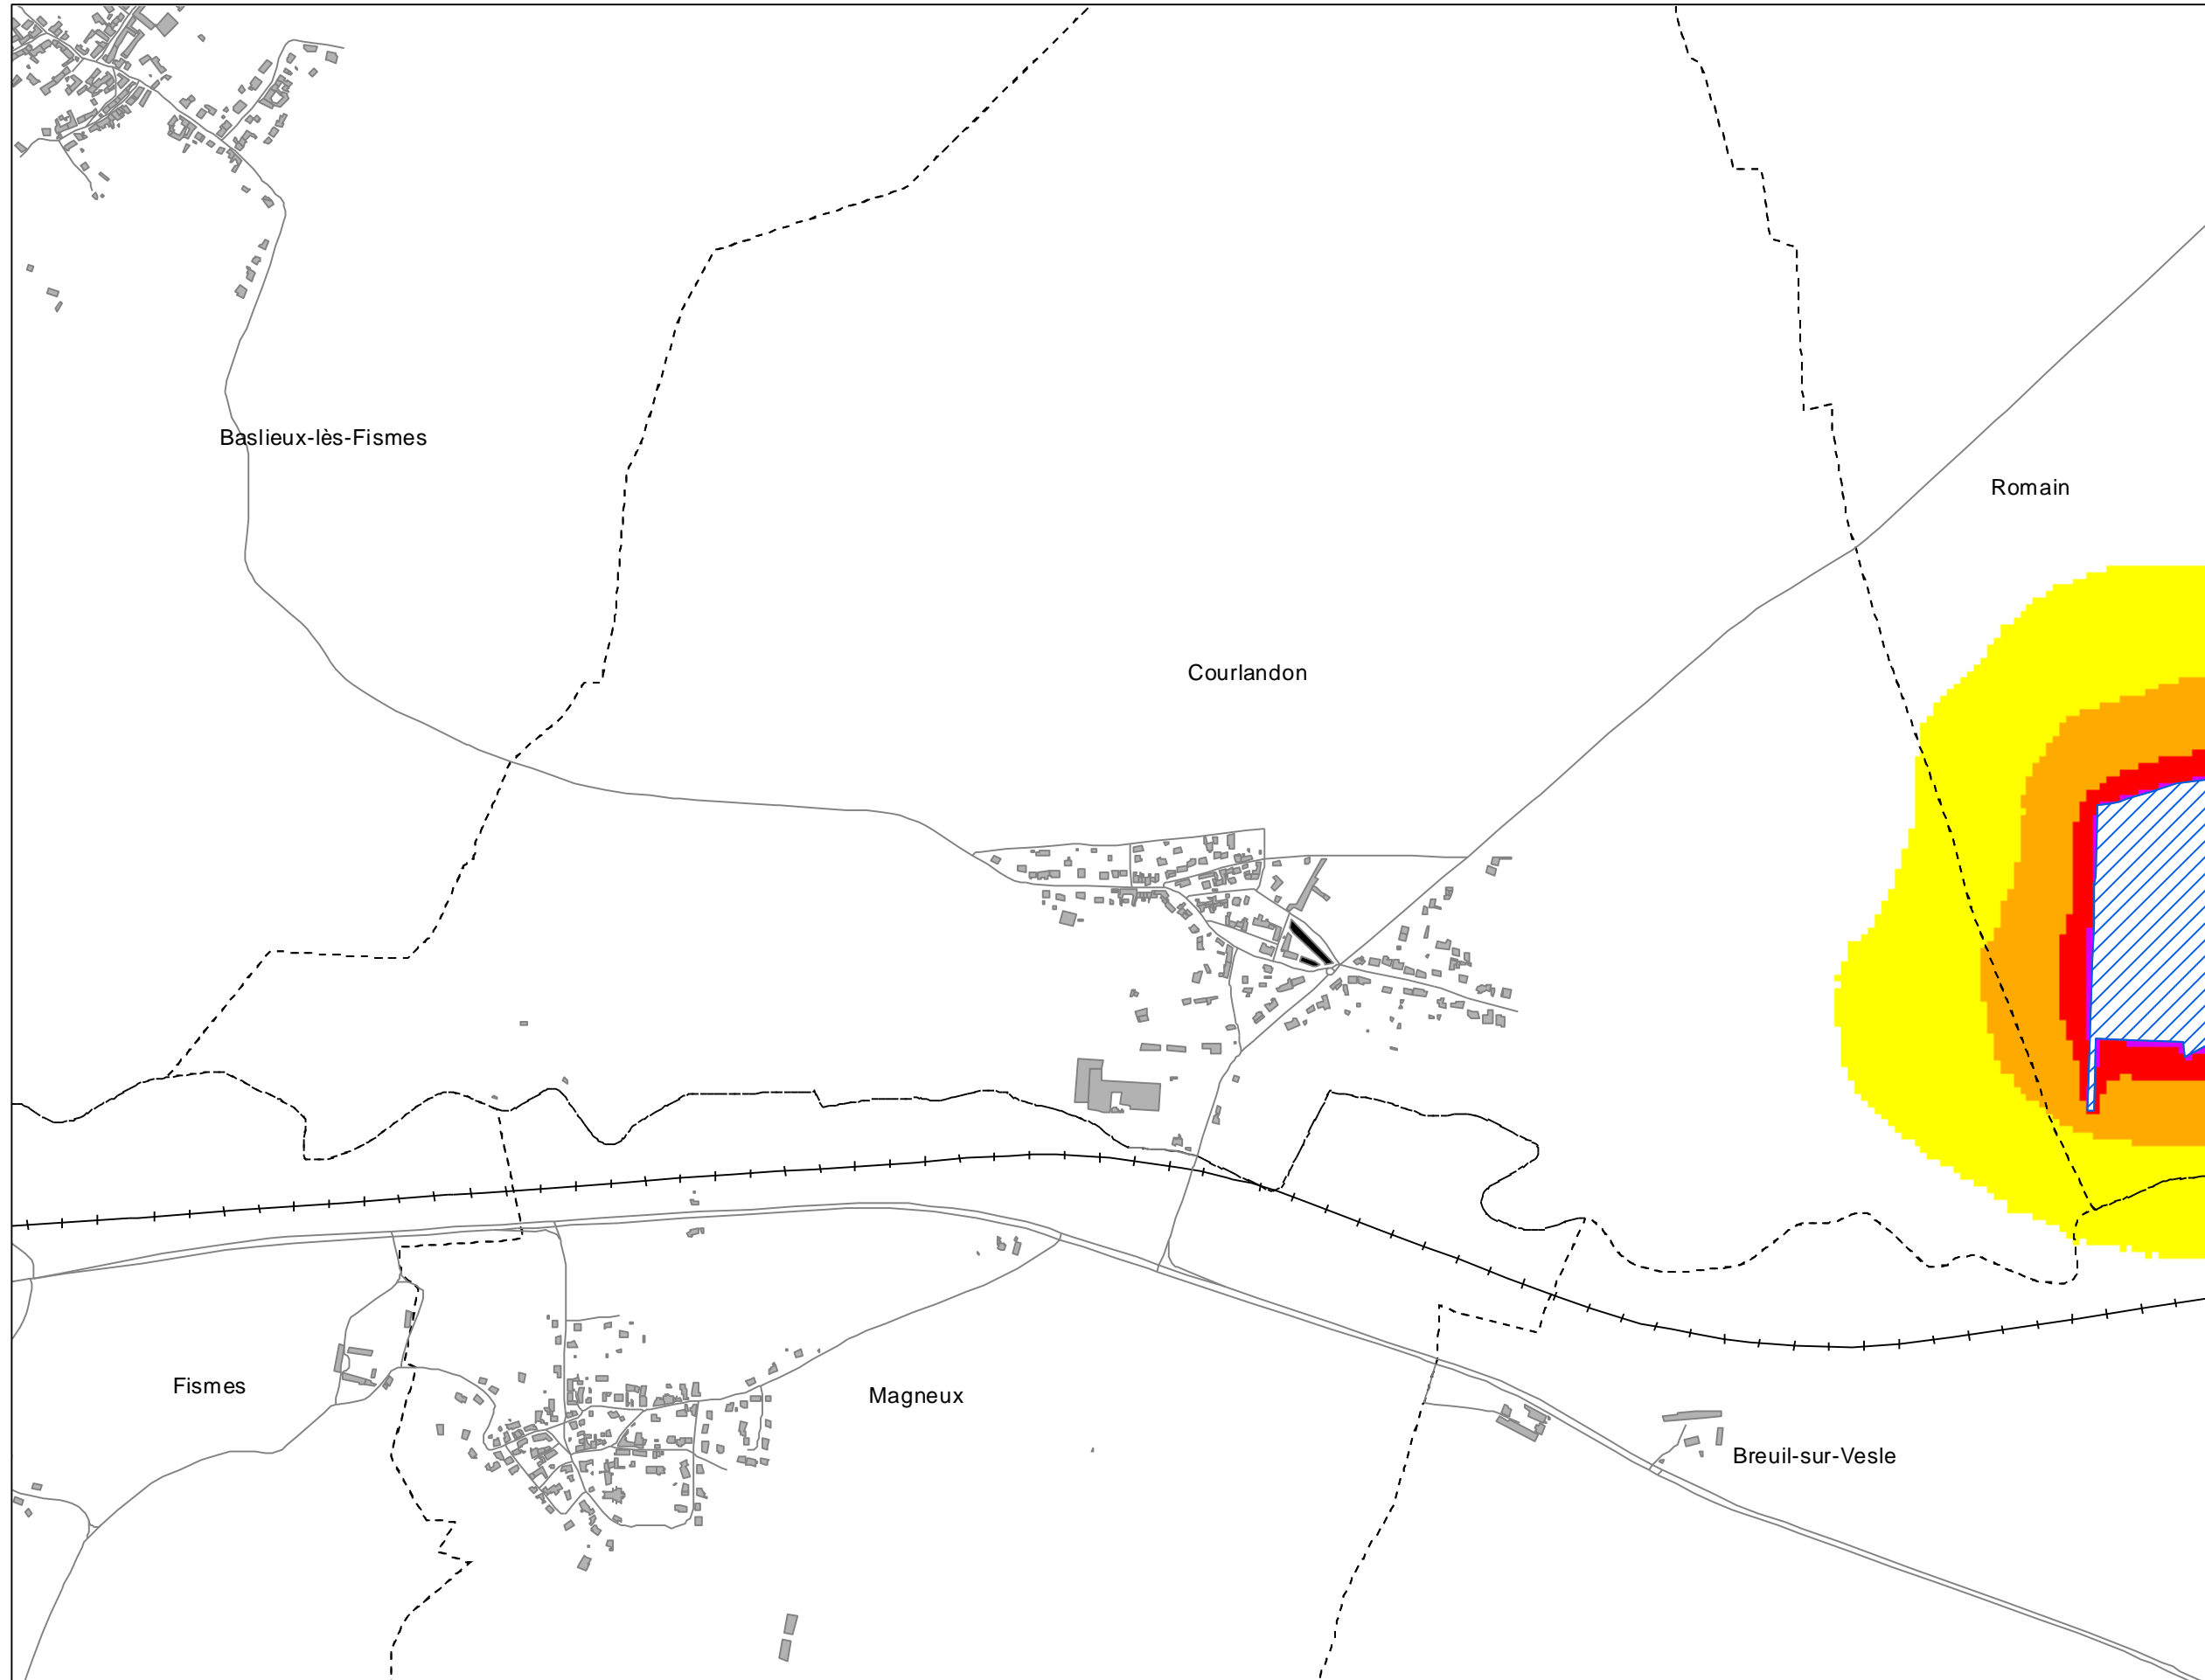 Baslieux-lès-Fismes
Romain
Courlandon
Fismes
Magneux
Breuil-sur-Vesle